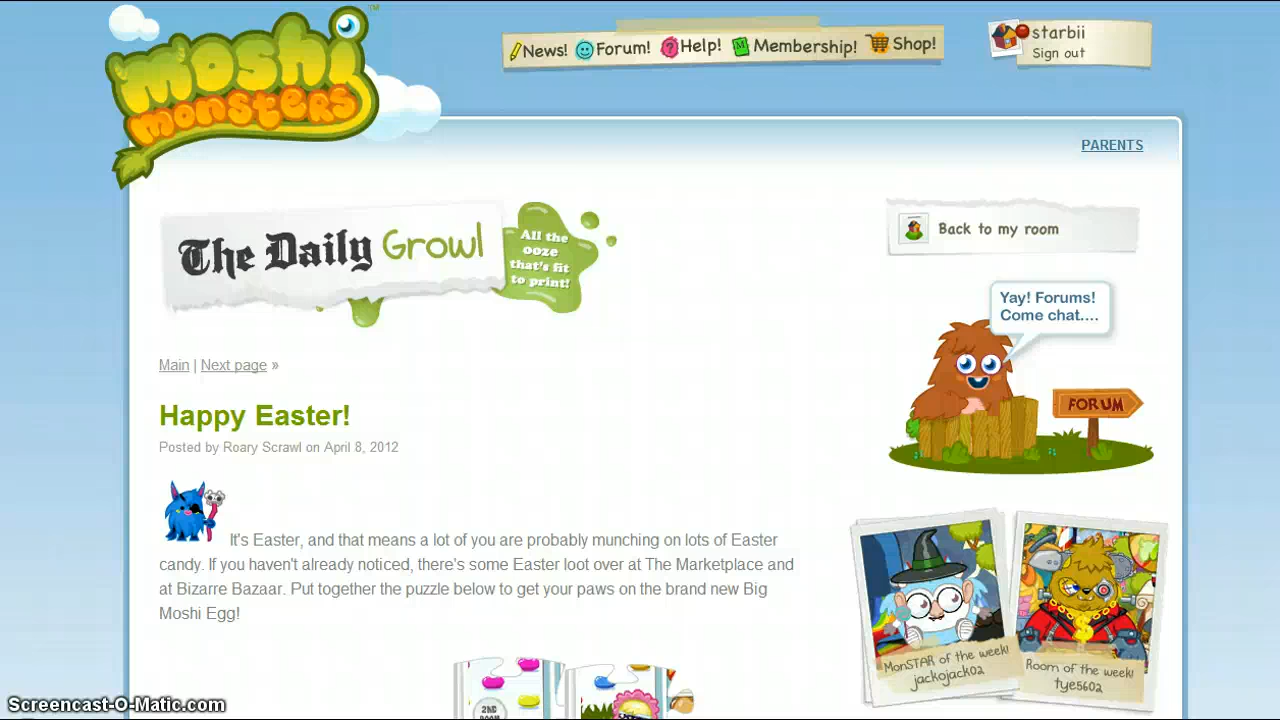 moshi monsters™
News! Forum! Help! Membership! Shop!
starbii
Sign out
PARENTS
The Daily Growl
All the
ooze
that's fit
to print!
Back to my room
Yay! Forums!
Come chat....
FORUM
Main | Next page »
Happy Easter!
Posted by Roary Scrawl on April 8, 2012
It's Easter, and that means a lot of you are probably munching on lots of Easter
candy. If you haven't already noticed, there's some Easter loot over at The Marketplace and
at Bizarre Bazaar. Put together the puzzle below to get your paws on the brand new Big
Moshi Egg!
MonSTAR of the week!
jackojack02
Room of the week!
tye5602
2ND
Screencast-O-Matic.com